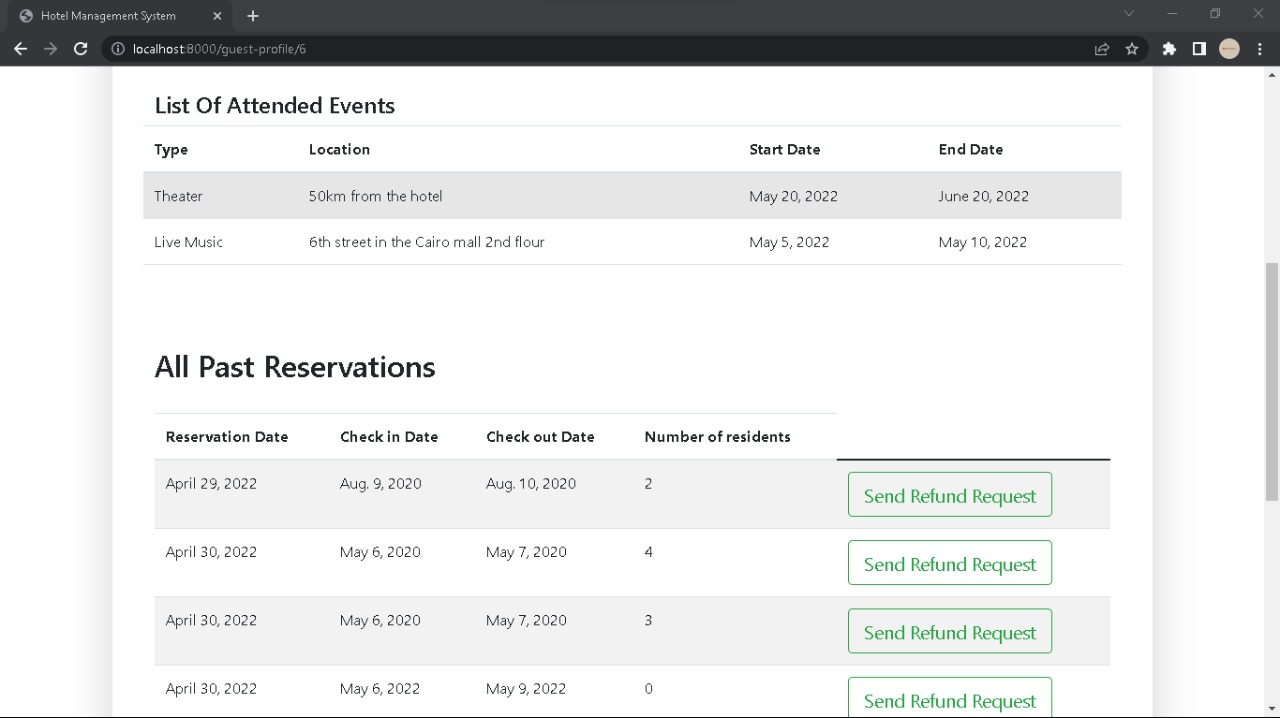 Hotel Management System
localhost:8000/guest-profile/6
List Of Attended Events
Type Location Start Date End Date
Theater 50km from the hotel May 20, 2022 June 20, 2022
Live Music 6th street in the Cairo mall 2nd flour May 5, 2022 May 10, 2022
All Past Reservations
Reservation Date Check in Date Check out Date Number of residents
April 29, 2022 Aug. 9, 2020 Aug. 10, 2020 2 Send Refund Request
April 30, 2022 May 6, 2020 May 7, 2020 4 Send Refund Request
April 30, 2022 May 6, 2020 May 7, 2020 3 Send Refund Request
April 30, 2022 May 6, 2022 May 9, 2022 0 Send Refund Request